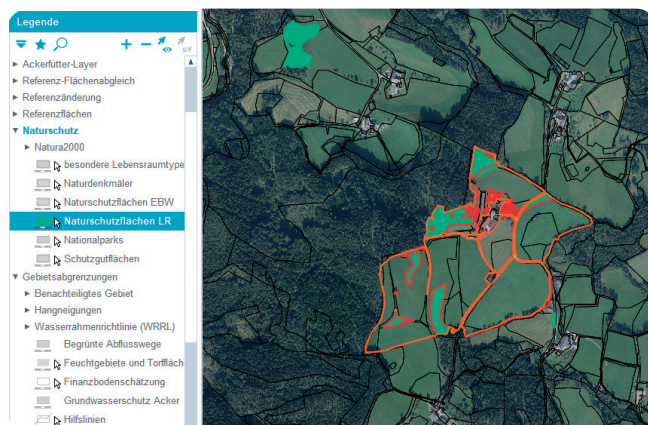 Legende
Ackerfutter-Layer
Referenz-Flächenabgleich
Referenzänderung
Referenzflächen
Naturschutz
Natura2000
besondere Lebensraumtype
Naturdenkmäler
Naturschutzflächen EBW
Naturschutzflächen LR
Nationalparks
Schutzgutflächen
Gebietsabgrenzungen
Benachteiligtes Gebiet
Hangneigungen
Wasserrahmenrichtlinie (WRRL)
Begrünte Abflusswege
Feuchtgebiete und Torffläch
Finanzbodenschätzung
Grundwasserschutz Acker
Hilfslinien